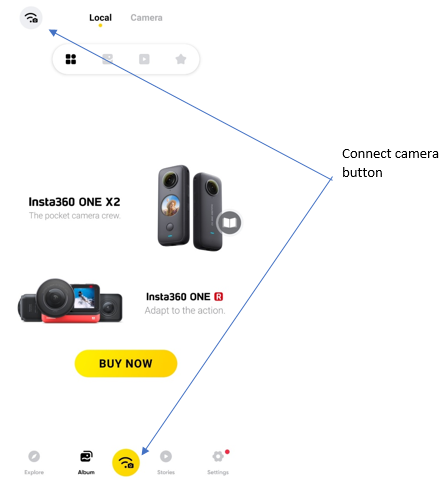 Local Camera
Connect camera
button
Insta360 ONE X2
The pocket camera crew.
Insta360 ONE R
Adapt to the action.
BUY NOW
Explore Album Stories Settings